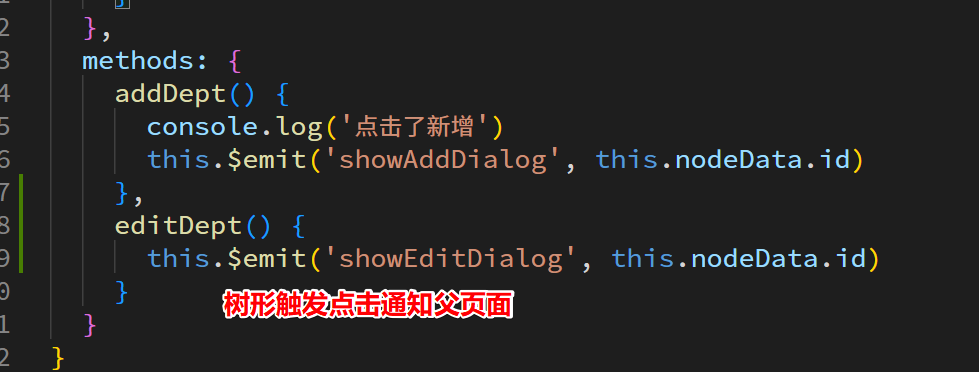 }
2 },
3 methods: {
4 addDept() {
5 console.log('点击了新增')
6 this.$emit('showAddDialog', this.nodeData.id)
7 },
8 editDept() {
9 this.$emit('showEditDialog', this.nodeData.id)
0 }
树形触发点击通知父页面
1 }
2 }